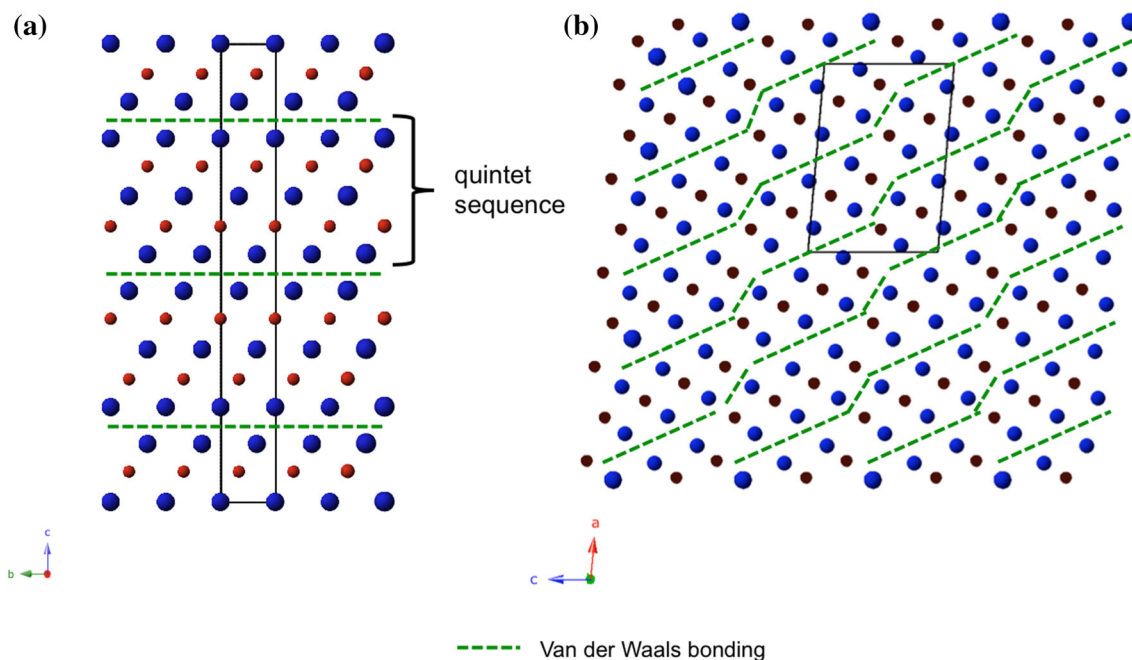 (a)
(b)
quintet
sequence
c
b
a
c
b
Van der Waals bonding